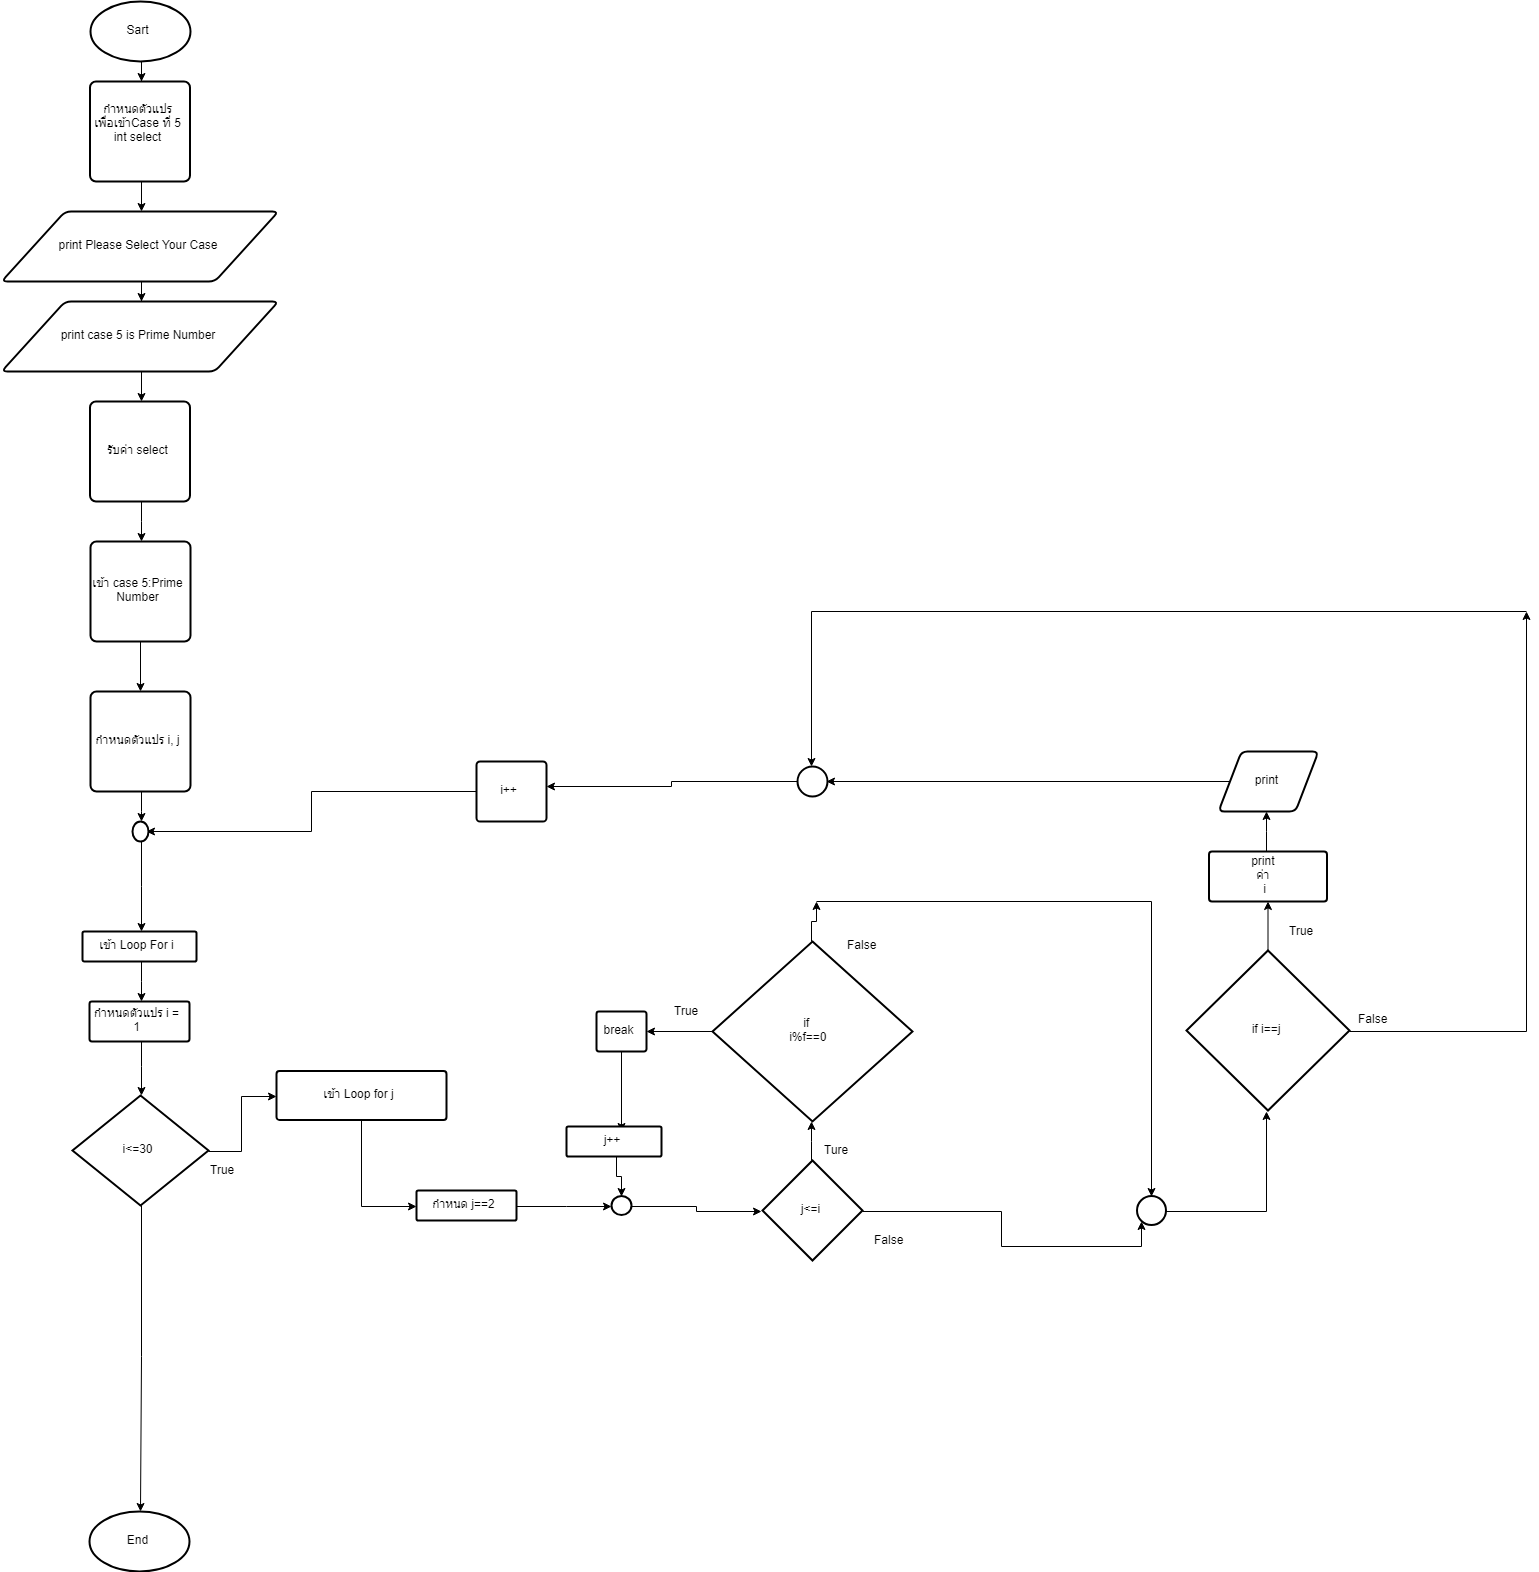 Sart
กำหนดตัวแปร
เพื่อเข้าCase ที่ 5
int select
print Please Select Your Case
print case 5 is Prime Number
รับค่า select
เข้า case 5:Prime
Number
กำหนดตัวแปร i, j
i++
print
print
ค่า
i
True
False
เข้า Loop For i
กำหนดตัวแปร i =
1
True
break
if
i%f==0
if i==j
False
i<=30
True
เข้า Loop for j
j++
Ture
กำหนด j==2
j<=i
False
End